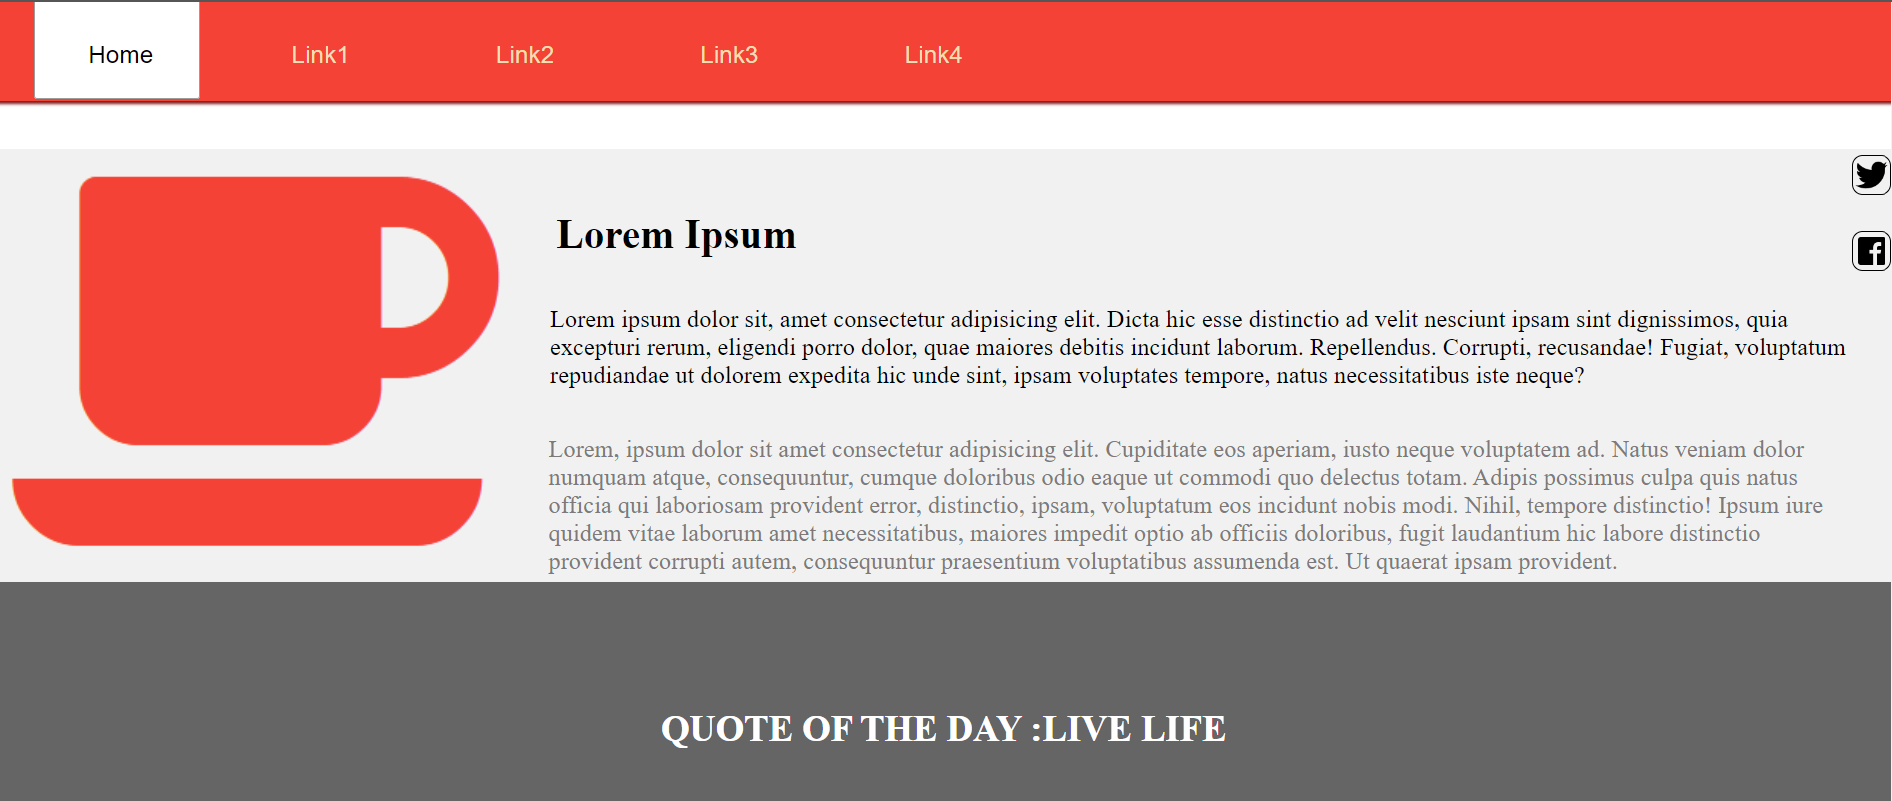 Home Link1 Link2 Link3 Link4
Lorem Ipsum
Lorem ipsum dolor sit, amet consectetur adipisicing elit. Dicta hic esse distinctio ad velit nesciunt ipsam sint dignissimos, quia
excepturi rerum, eligendi porro dolor, quae maiores debitis incidunt laborum. Repellendus. Corrupti, recusandae! Fugiat, voluptatum
repudiandae ut dolorem expedita hic unde sint, ipsam voluptates tempore, natus necessitatibus iste neque?
Lorem, ipsum dolor sit amet consectetur adipisicing elit. Cupiditate eos aperiam, iusto neque voluptatem ad. Natus veniam dolor
numquam atque, consequuntur, cumque doloribus odio eaque ut commodi quo delectus totam. Adipis possimus culpa quis natus
officia qui laboriosam provident error, distinctio, ipsam, voluptatum eos incidunt nobis modi. Nihil, tempore distinctio! Ipsum iure
quidem vitae laborum amet necessitatibus, maiores impedit optio ab officiis doloribus, fugit laudantium hic labore distinctio
provident corrupti autem, consequuntur praesentium voluptatibus assumenda est. Ut quaerat ipsam provident.
QUOTE OF THE DAY :LIVE LIFE